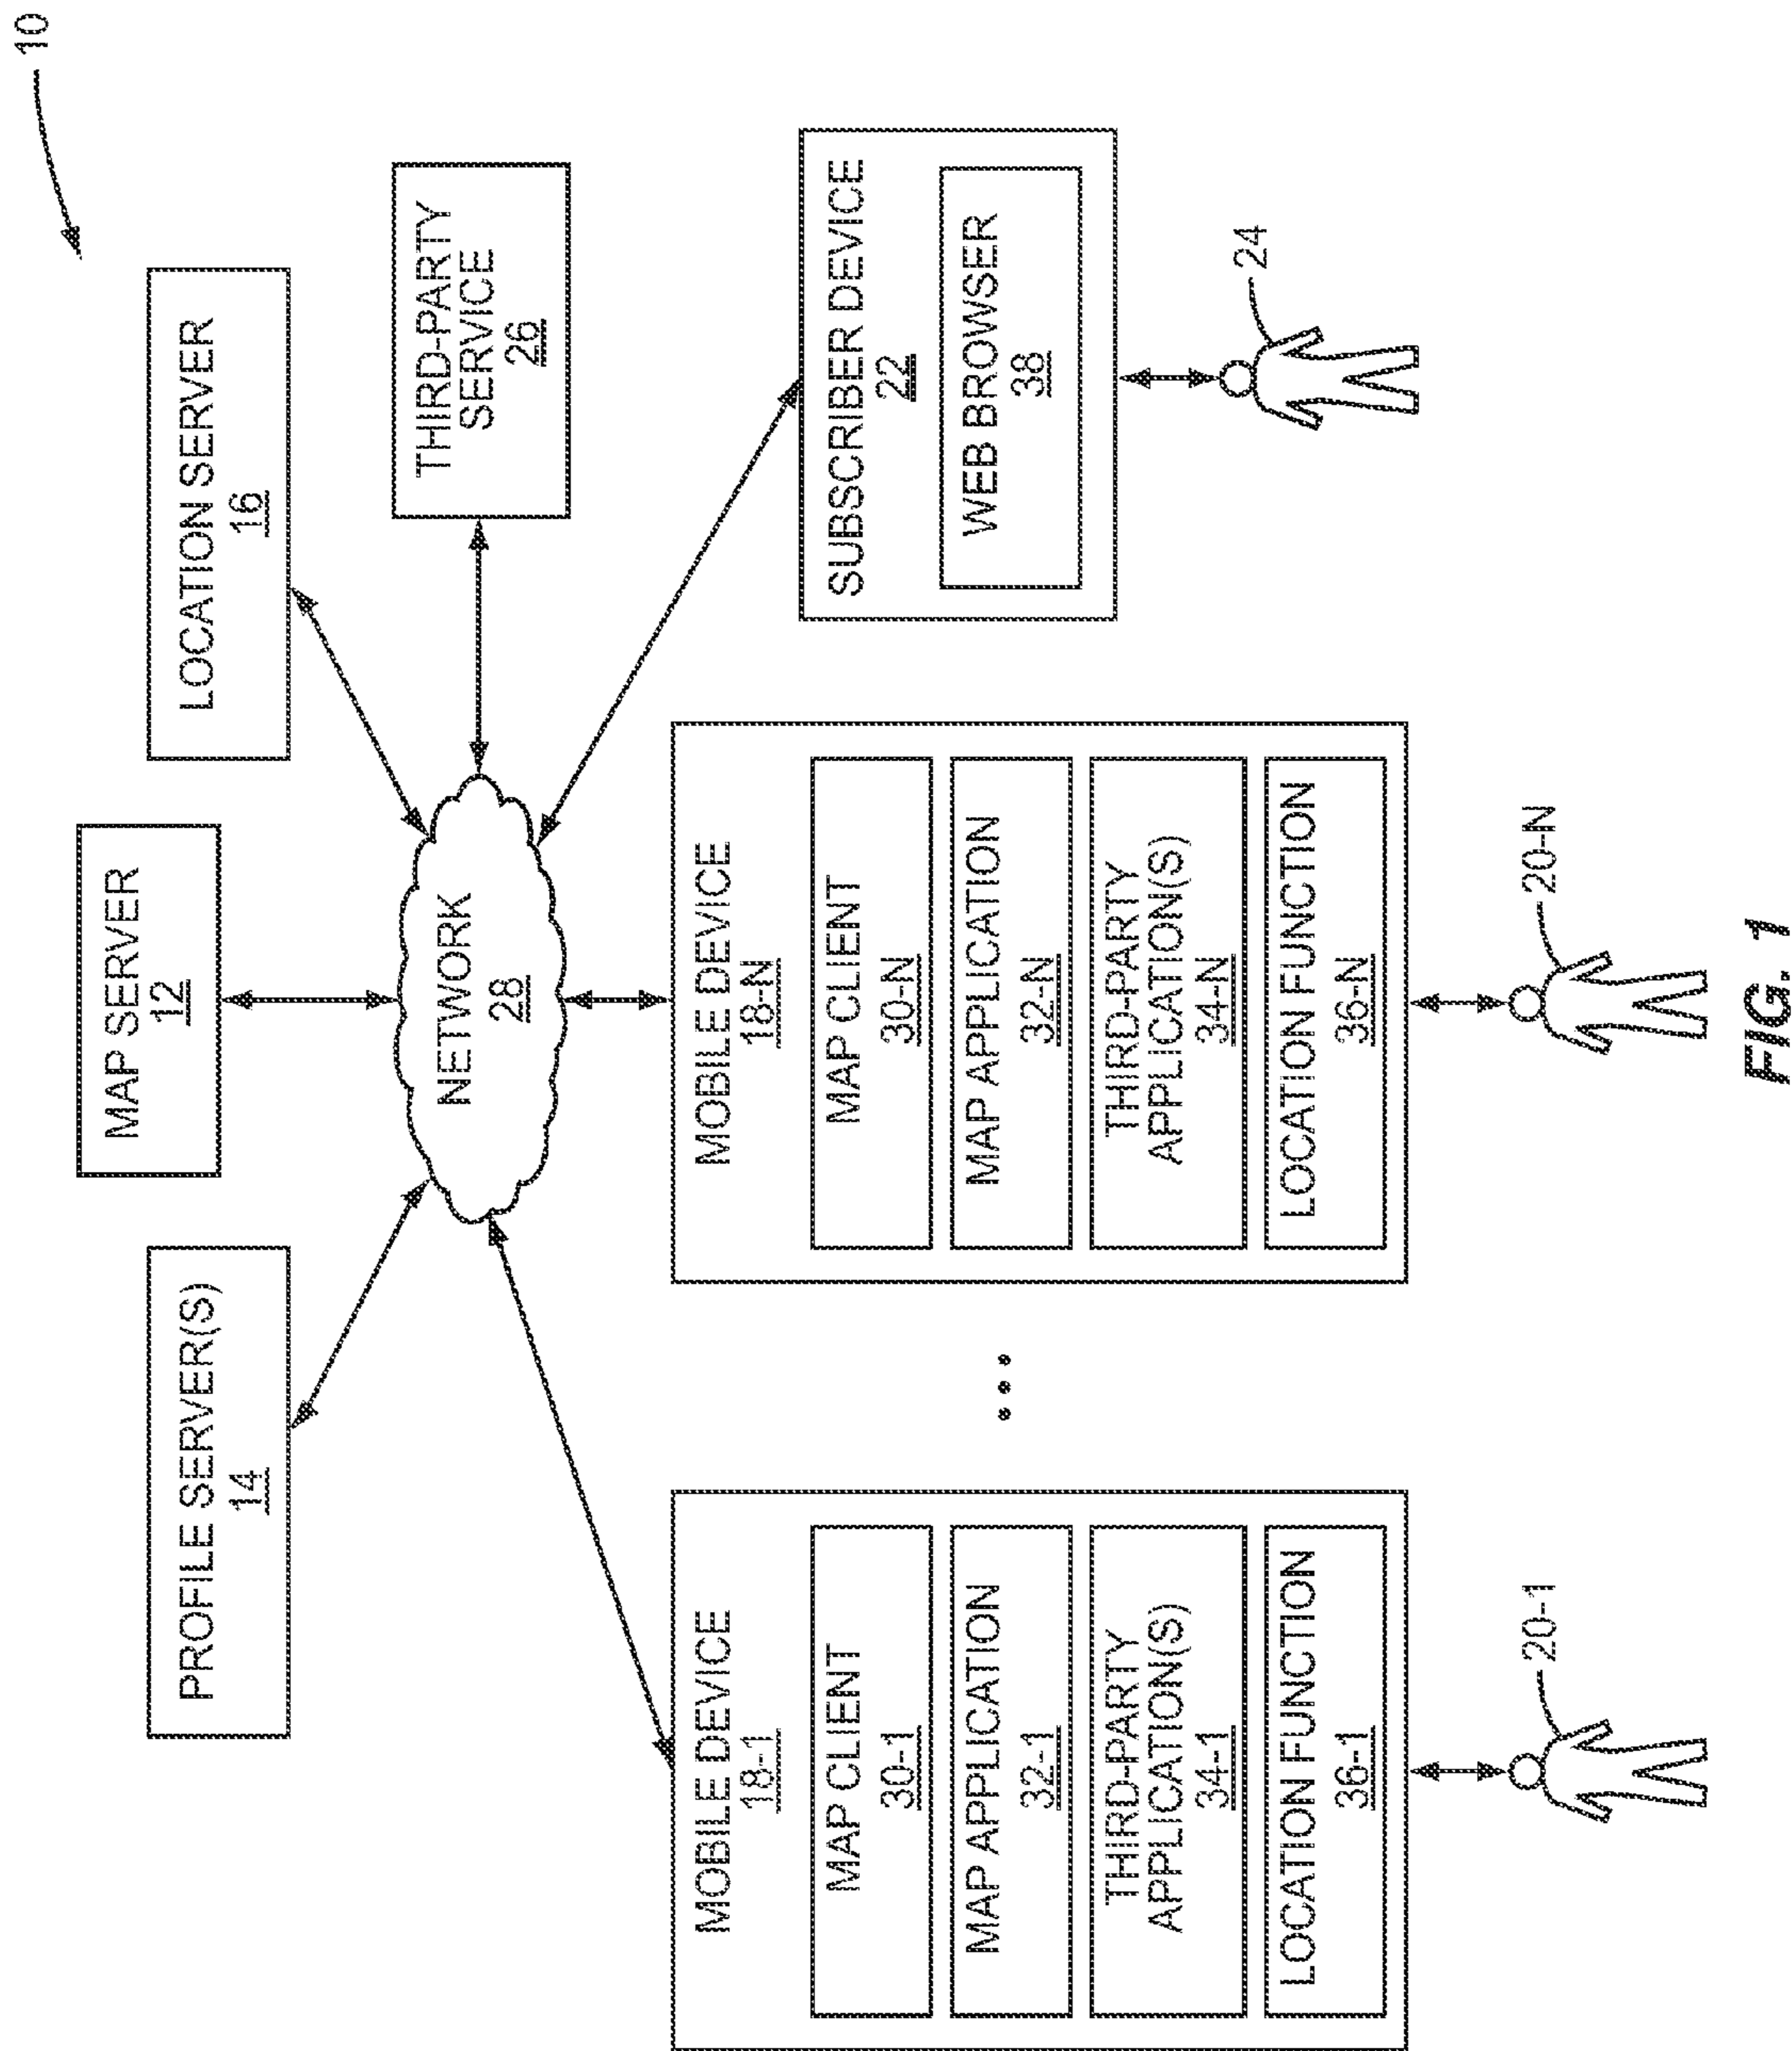 10
MAP SERVER
12
PROFILE SERVER(S)
14
LOCATION SERVER
16
NETWORK
28
THIRD-PARTY
SERVICE
26
MOBILE DEVICE
18-1
MAP CLIENT
30-1
MAP APPLICATION
32-1
THIRD-PARTY
APPLICATION(S)
34-1
LOCATION FUNCTION
36-1
20-1
MOBILE DEVICE
18-N
MAP CLIENT
30-N
MAP APPLICATION
32-N
THIRD-PARTY
APPLICATION(S)
34-N
LOCATION FUNCTION
36-N
20-N
SUBSCRIBER DEVICE
22
WEB BROWSER
38
24
FIG. 1